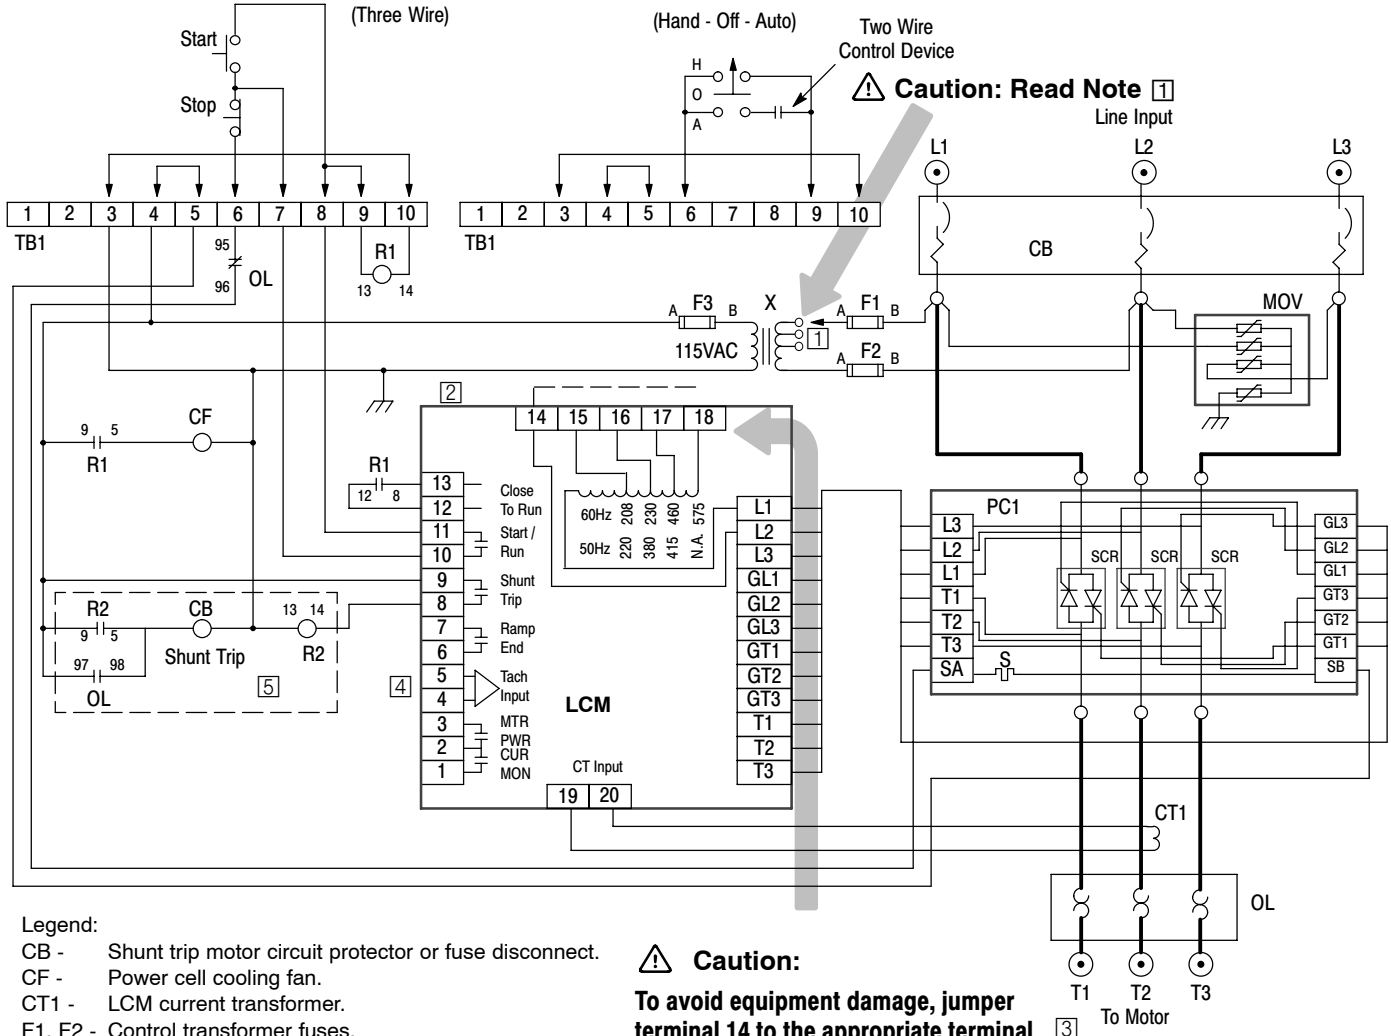 (Three Wire)
Start
Stop
(Hand - Off - Auto)
H
O
A
Two Wire
Control Device
⚠ Caution: Read Note 1
Line Input
L1 L2 L3
1 2 3 4 5 6 7 8 9 10
TB1
95
96
OL
R1
13 14
1 2 3 4 5 6 7 8 9 10
TB1
CB
A F3 B
115VAC
X
1
A F1 B
A F2 B
MOV
2
14 15 16 17 18
9 5
R1
CF
R1
12 8
13
12
11
10
9
8
7
6
5
4
3
2
1
Close
To Run
Start /
Run
Shunt
Trip
Ramp
End
Tach
Input
MTR
PWR
CUR
MON
60Hz 208 230 460 575
50Hz 220 380 415 N.A.
LCM
CT Input
19 20
L1
L2
L3
GL1
GL2
GL3
GT1
GT2
GT3
T1
T2
T3
R2
9 5
CB
Shunt Trip
13 14
R2
97 98
OL
5
4
PC1
L3
L2
L1
T1
T2
T3
SA
S
SCR SCR SCR
GL3
GL2
GL1
GT3
GT2
GT1
SB
CT1
OL
T1 T2 T3
To Motor
3
Legend:
CB - Shunt trip motor circuit protector or fuse disconnect.
CF - Power cell cooling fan.
CT1 - LCM current transformer.
F1, F2 - Control transformer fuses.
⚠ Caution:
To avoid equipment damage, jumper
terminal 14 to the appropriate terminal